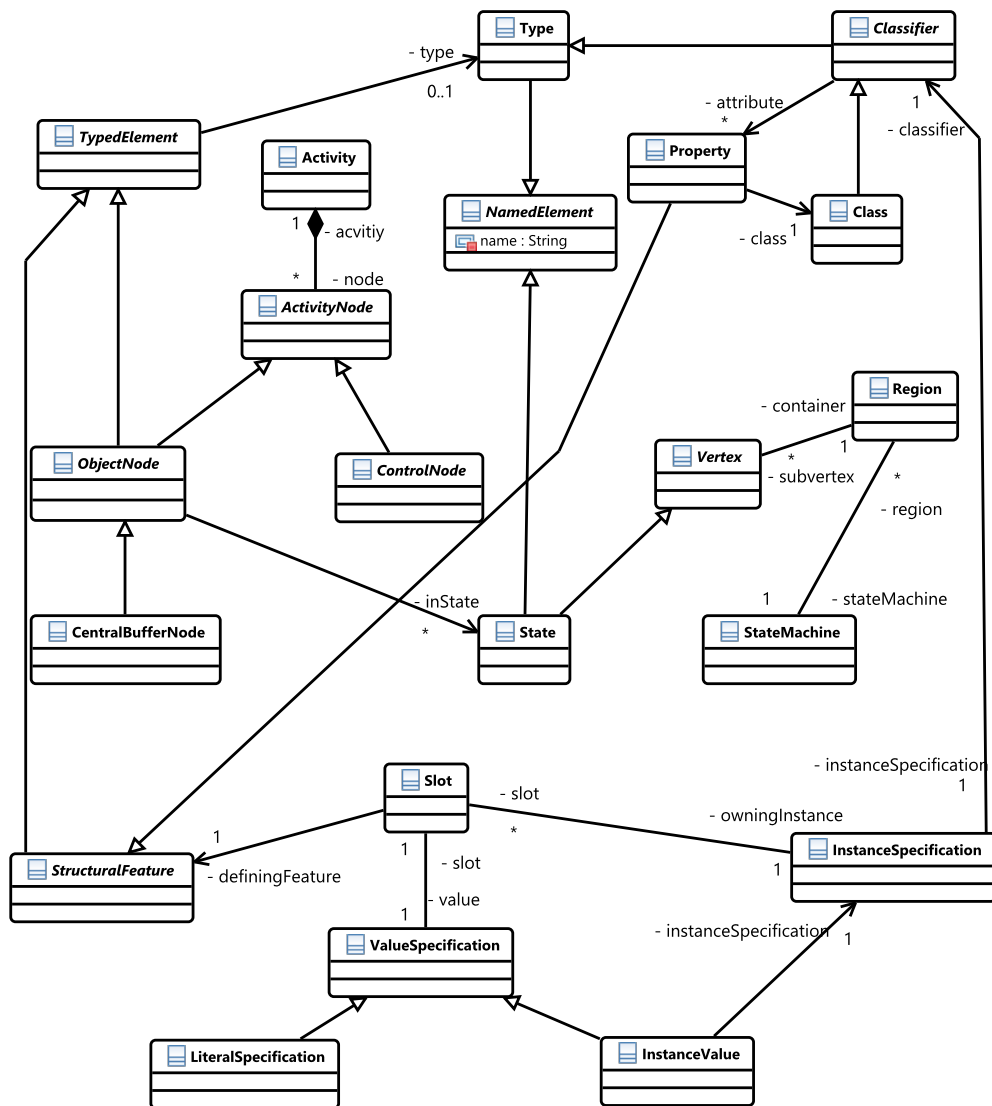 Type
Classifier
- type
0..1
- attribute
*
1
- classifier
TypedElement
Activity
Property
NamedElement
name : String
Class
1
- class
1
- acvitiy
*
- node
ActivityNode
Region
- container
1
ObjectNode
ControlNode
Vertex
*
- subvertex
*
- region
- inState
*
1
- stateMachine
CentralBufferNode
State
StateMachine
Slot
- slot
*
- instanceSpecification
1
- owningInstance
1
InstanceSpecification
1
- definingFeature
StructuralFeature
1
- slot
- value
1
- instanceSpecification
1
ValueSpecification
LiteralSpecification
InstanceValue